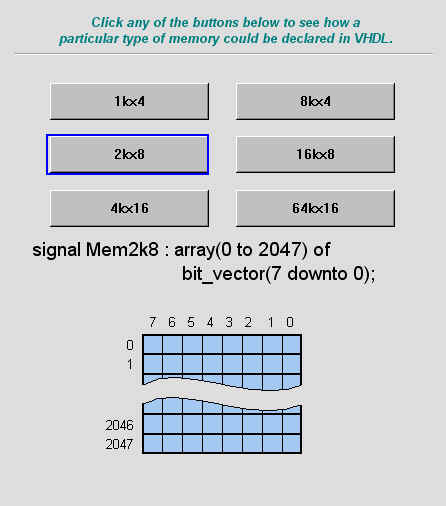 Click any of the buttons below to see how a
particular type of memory could be declared in VHDL.
1kx4
8kx4
2kx8
16kx8
4kx16
64kx16
signal Mem2k8 : array(0 to 2047) of
bit_vector(7 downto 0);
7 6 5 4 3 2 1 0
0
1
2046
2047